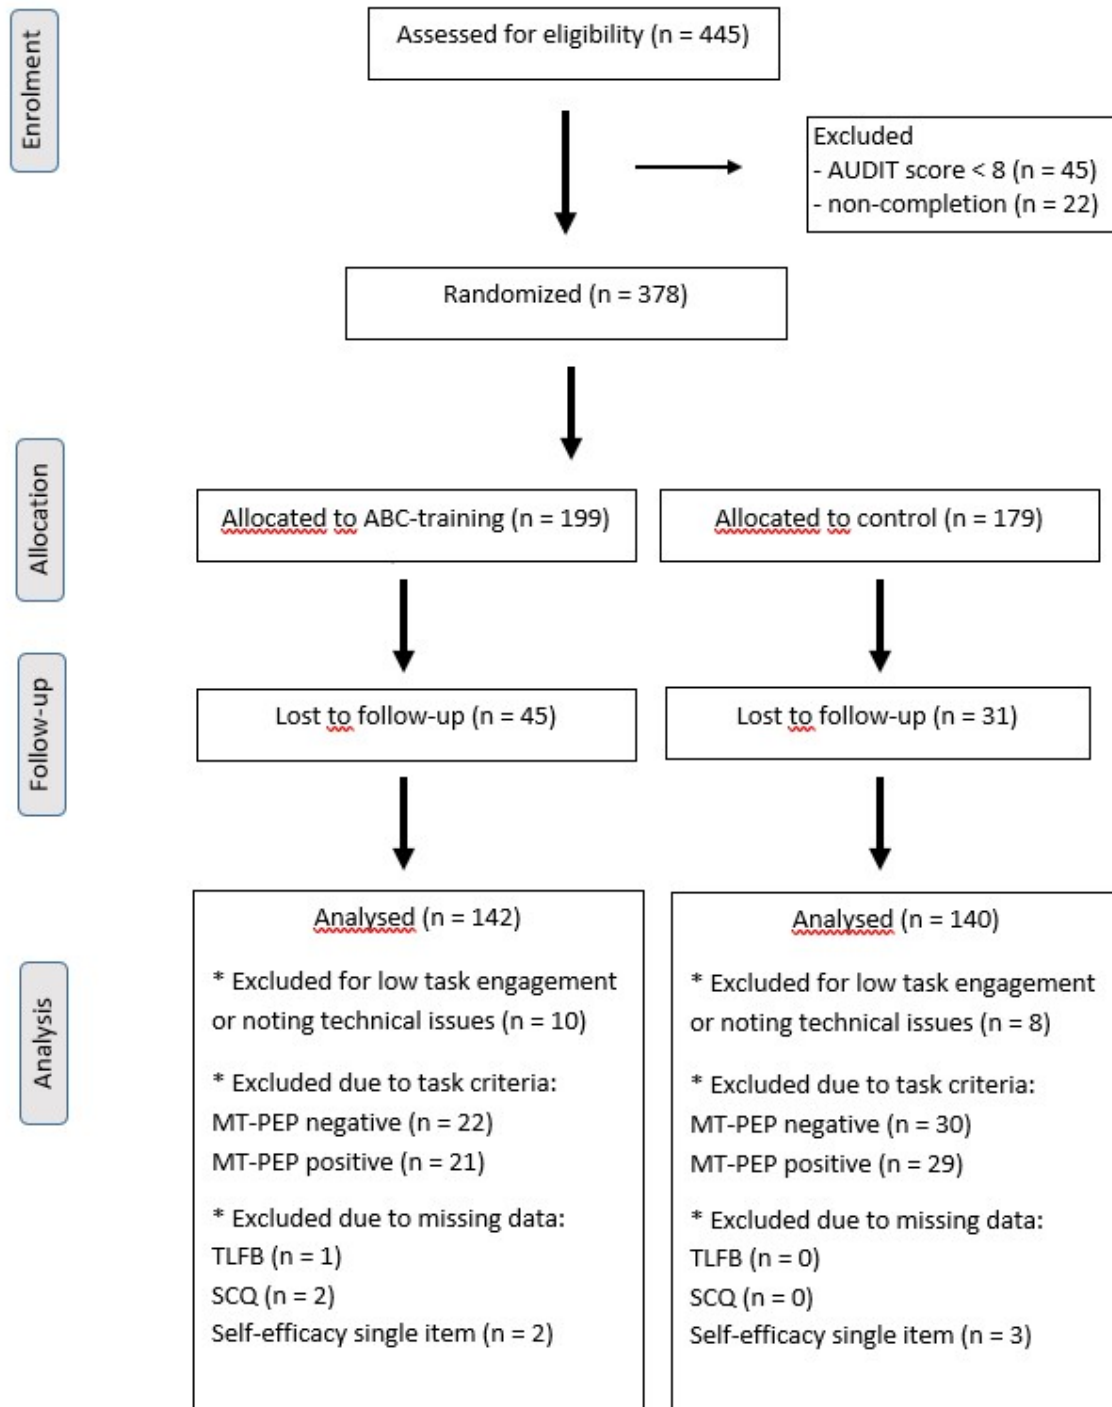 Enrolment
Assessed for eligibility (n = 445)
Excluded
- AUDIT score < 8 (n = 45)
- non-completion (n = 22)
Randomized (n = 378)
Allocation
Allocated to ABC-training (n = 199)
Allocated to control (n = 179)
Follow-up
Lost to follow-up (n = 45)
Lost to follow-up (n = 31)
Analysis
Analysed (n = 142)
* Excluded for low task engagement
or noting technical issues (n = 10)
* Excluded due to task criteria:
MT-PEP negative (n = 22)
MT-PEP positive (n = 21)
* Excluded due to missing data:
TLFB (n = 1)
SCQ (n = 2)
Self-efficacy single item (n = 2)
Analysed (n = 140)
* Excluded for low task engagement
or noting technical issues (n = 8)
* Excluded due to task criteria:
MT-PEP negative (n = 30)
MT-PEP positive (n = 29)
* Excluded due to missing data:
TLFB (n = 0)
SCQ (n = 0)
Self-efficacy single item (n = 3)